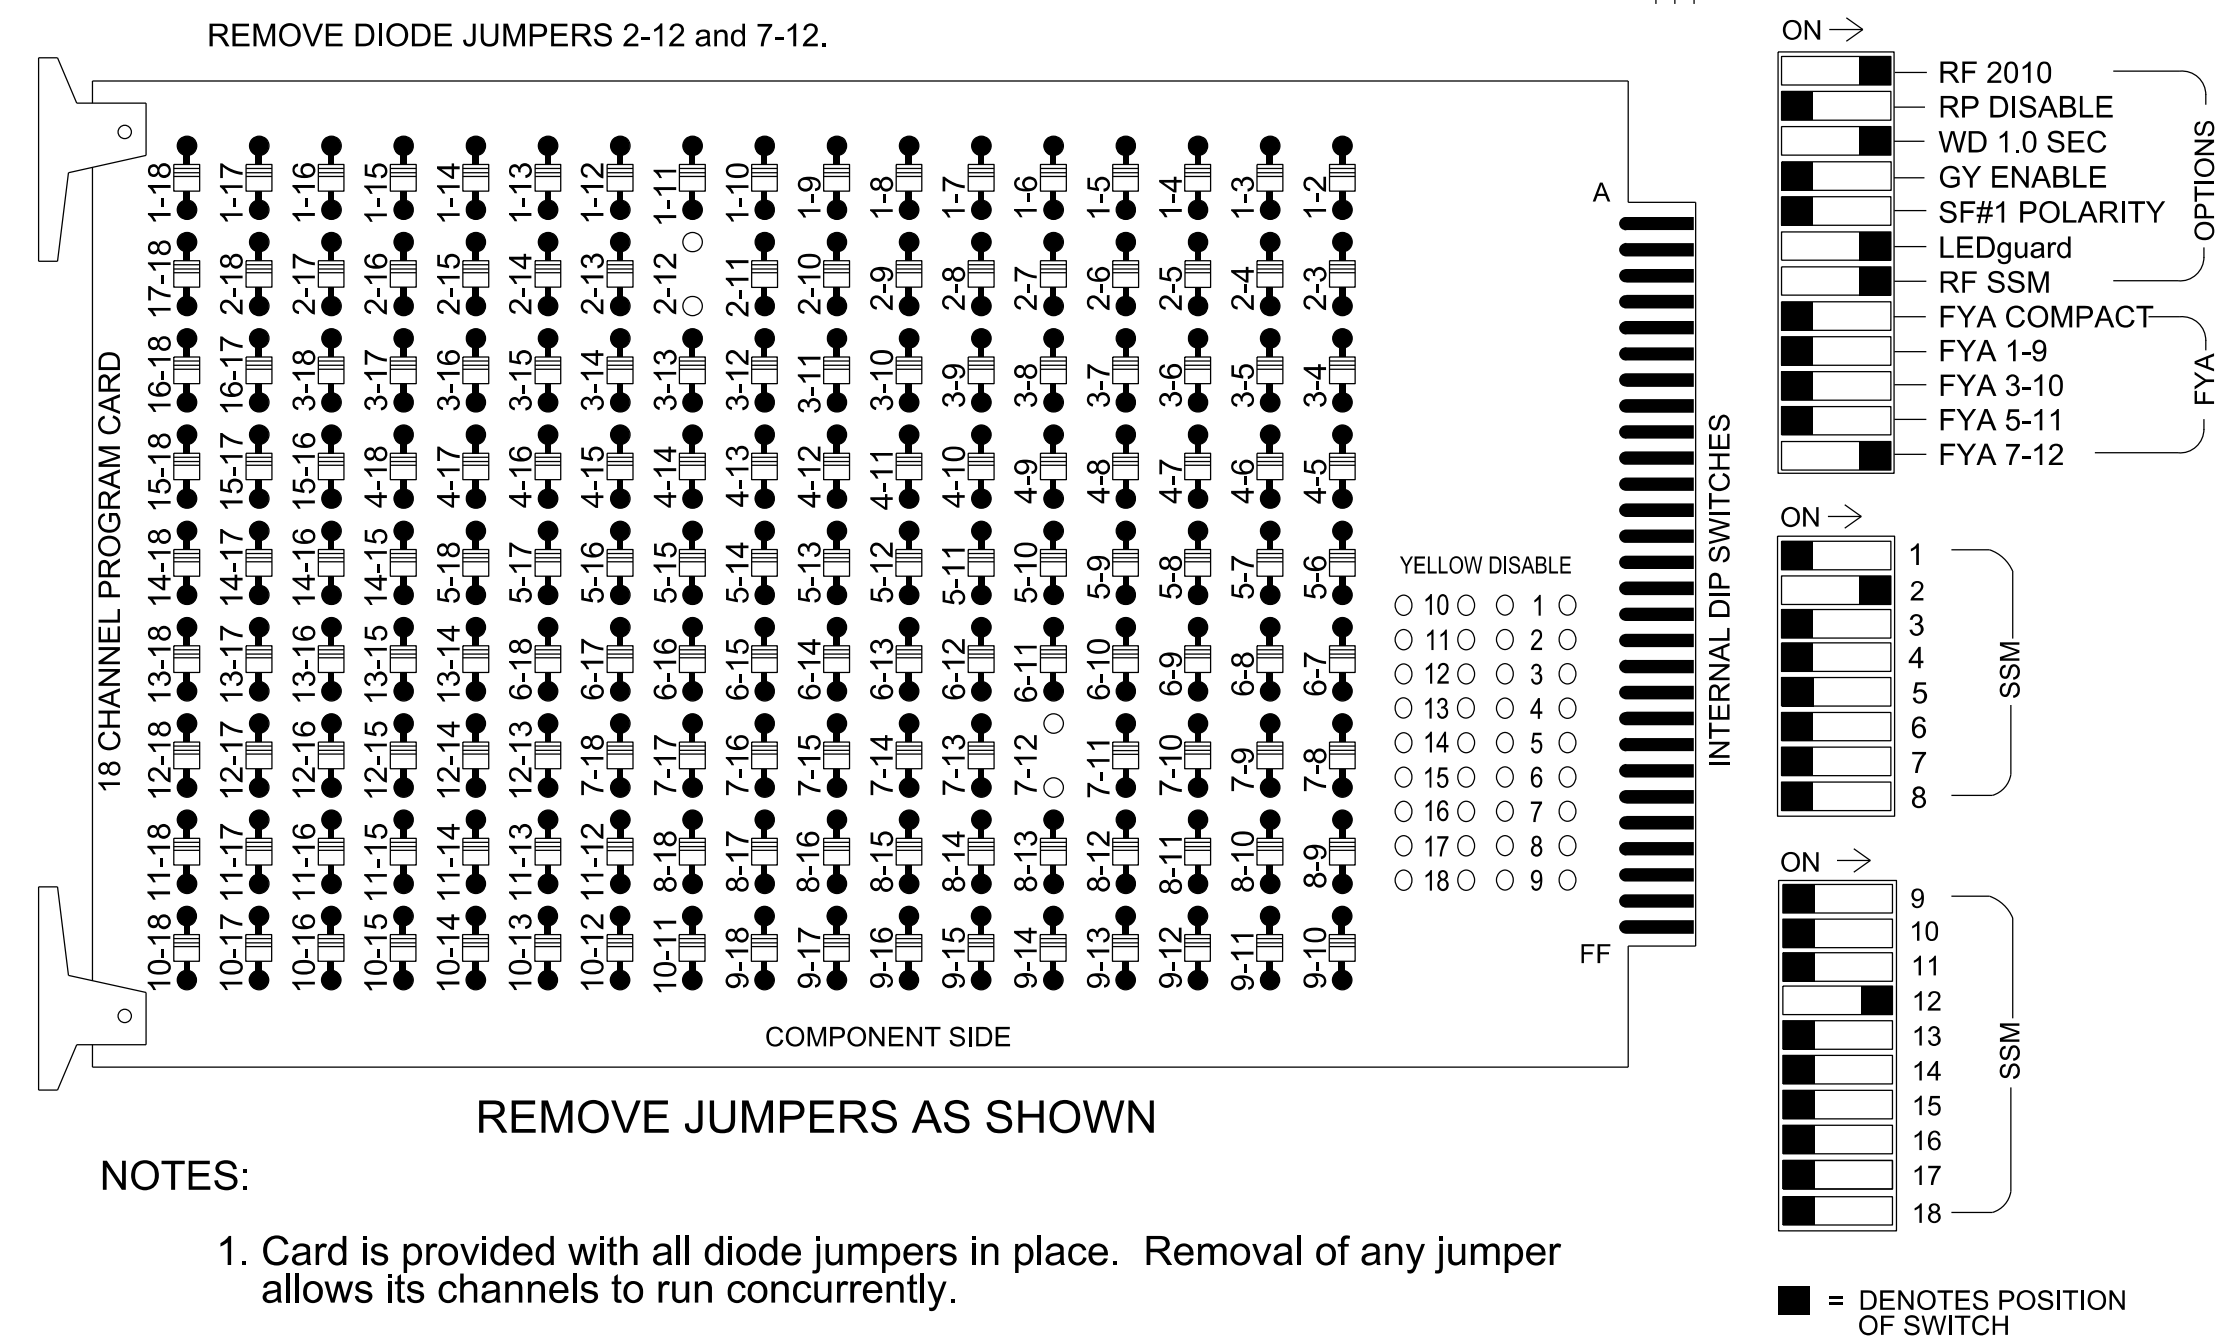 REMOVE DIODE JUMPERS 2-12 and 7-12.
18 CHANNEL PROGRAM CARD
1-18 1-17 1-16 1-15 1-14 1-13 1-12 1-11 1-10 1-9 1-8 1-7 1-6 1-5 1-4 1-3 1-2
17-18 2-18 2-17 2-16 2-15 2-14 2-13 2-12 2-11 2-10 2-9 2-8 2-7 2-6 2-5 2-4 2-3
16-18 16-17 3-18 3-17 3-16 3-15 3-14 3-13 3-12 3-11 3-10 3-9 3-8 3-7 3-6 3-5 3-4
15-18 15-17 15-16 4-18 4-17 4-16 4-15 4-14 4-13 4-12 4-11 4-10 4-9 4-8 4-7 4-6 4-5
14-18 14-17 14-16 14-15 5-18 5-17 5-16 5-15 5-14 5-13 5-12 5-11 5-10 5-9 5-8 5-7 5-6
13-18 13-17 13-16 13-15 13-14 6-18 6-17 6-16 6-15 6-14 6-13 6-12 6-11 6-10 6-9 6-8 6-7
12-18 12-17 12-16 12-15 12-14 12-13 7-18 7-17 7-16 7-15 7-14 7-13 7-12 7-11 7-10 7-9 7-8
11-18 11-17 11-16 11-15 11-14 11-13 11-12 8-18 8-17 8-16 8-15 8-14 8-13 8-12 8-11 8-10 8-9
10-18 10-17 10-16 10-15 10-14 10-13 10-12 10-11 9-18 9-17 9-16 9-15 9-14 9-13 9-12 9-11 9-10
YELLOW DISABLE
10 1
11 2
12 3
13 4
14 5
15 6
16 7
17 8
18 9
A
FF
COMPONENT SIDE
INTERNAL DIP SWITCHES
ON →
RF 2010
RP DISABLE
WD 1.0 SEC
GY ENABLE
SF#1 POLARITY
LEDguard
RF SSM
OPTIONS
FYA COMPACT
FYA 1-9
FYA 3-10
FYA 5-11
FYA 7-12
FYA
ON →
1
2
3
4
5
6
7
8
SSM
ON →
9
10
11
12
13
14
15
16
17
18
SSM
= DENOTES POSITION
OF SWITCH
REMOVE JUMPERS AS SHOWN
NOTES:
1. Card is provided with all diode jumpers in place. Removal of any jumper
allows its channels to run concurrently.